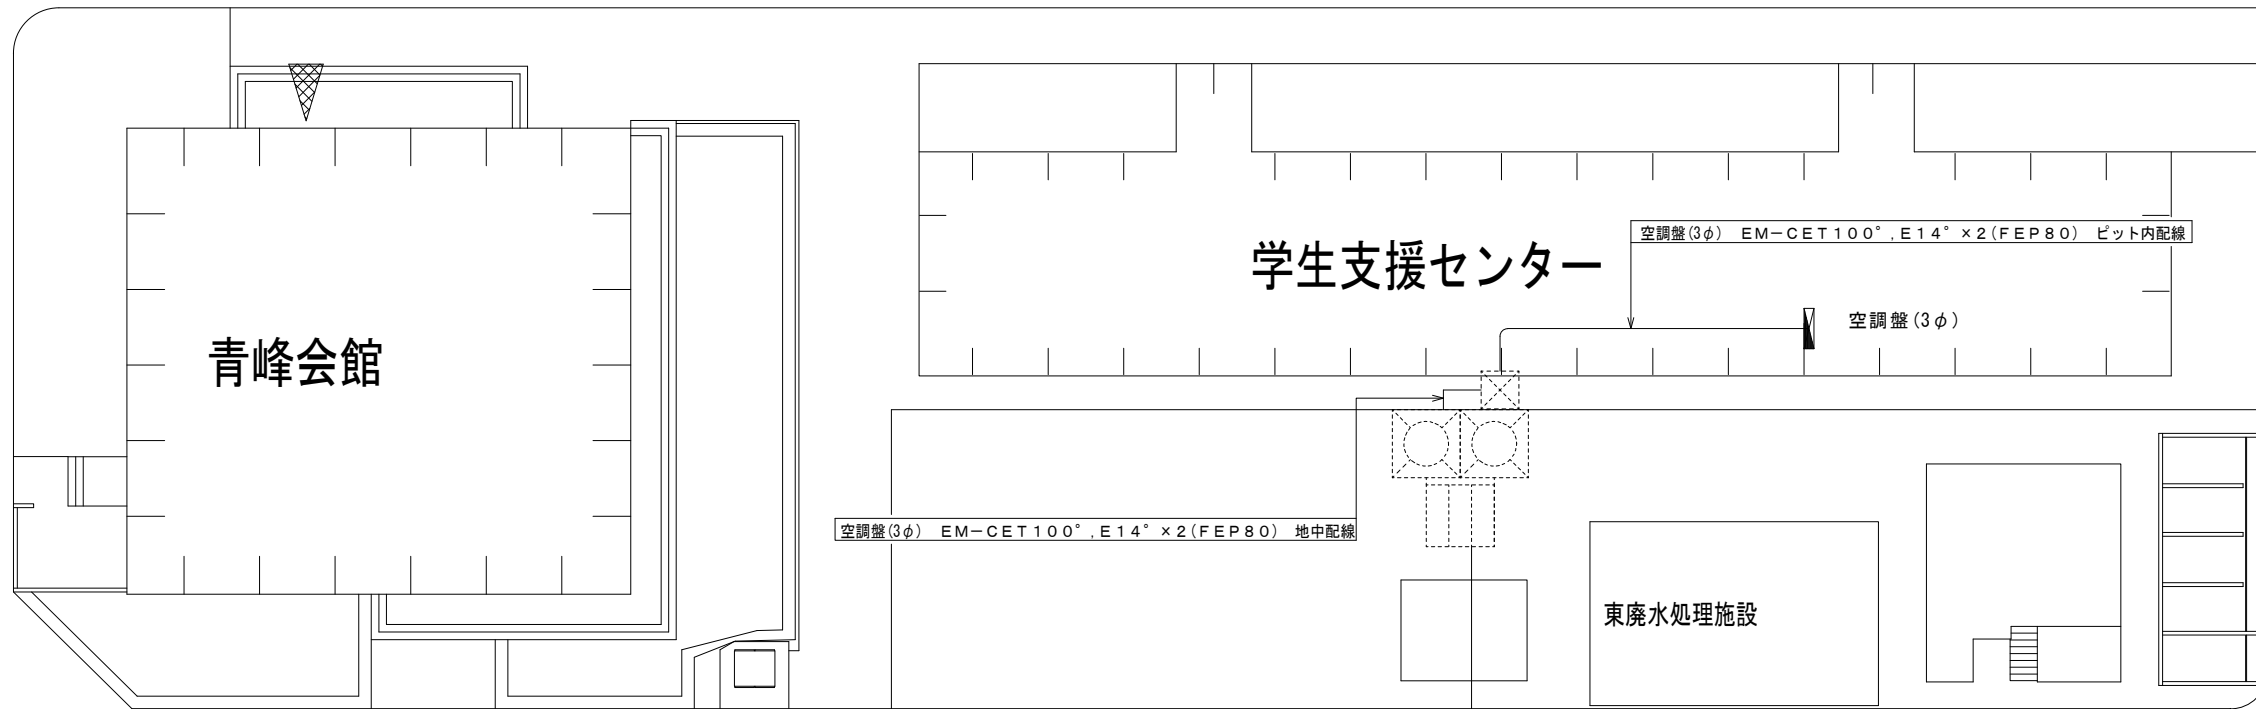 空調盤(3φ) EM−CET100°,E14°×2(FEP80) ピット内配線
学生支援センター
空調盤(3φ)
青峰会館
空調盤(3φ) EM−CET100°,E14°×2(FEP80) 地中配線
東廃水処理施設